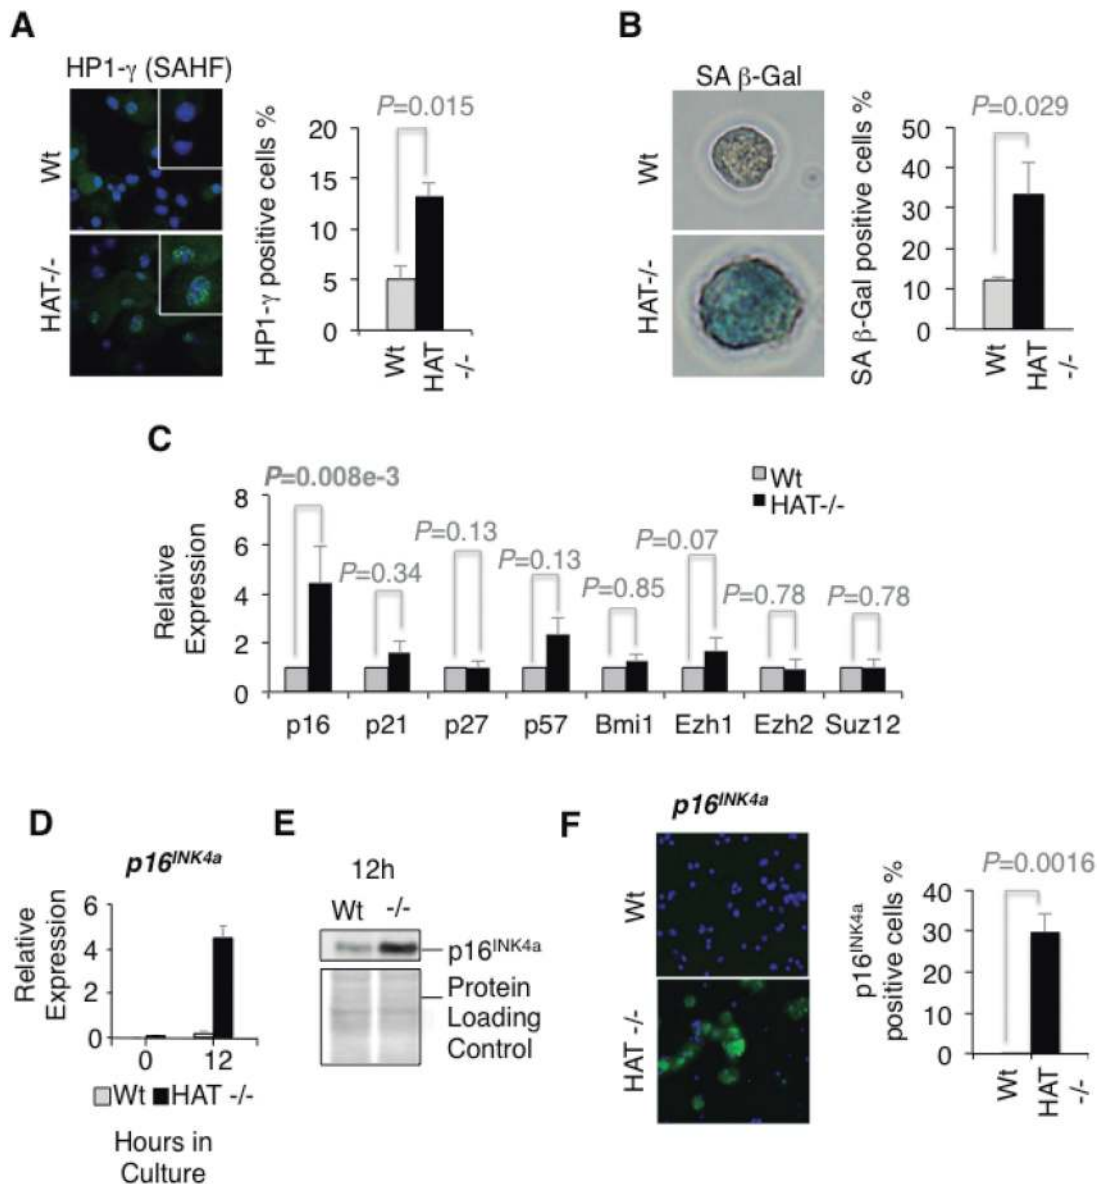 A
HP1-γ (SAHF)
Wt
HAT-/-
HP1-γ positive cells %
P=0.015
20
15
10
5
0
Wt
HAT
-/-
B
SA β-Gal
Wt
HAT-/-
SA β-Gal positive cells %
P=0.029
50
40
30
20
10
0
Wt
HAT
-/-
C
Relative
Expression
P=0.008e-3
P=0.34
P=0.13
P=0.13
P=0.85
P=0.07
P=0.78
P=0.78
Wt
HAT-/-
8
6
4
2
0
p16
p21
p27
p57
Bmi1
Ezh1
Ezh2
Suz12
D
p16INK4a
Relative
Expression
6
4
2
0
0
12
Wt
HAT -/-
Hours in
Culture
E
12h
Wt
-/-
p16INK4a
Protein
Loading
Control
F
p16INK4a
Wt
HAT -/-
p16INK4a
positive cells %
P=0.0016
40
30
20
10
0
Wt
HAT
-/-